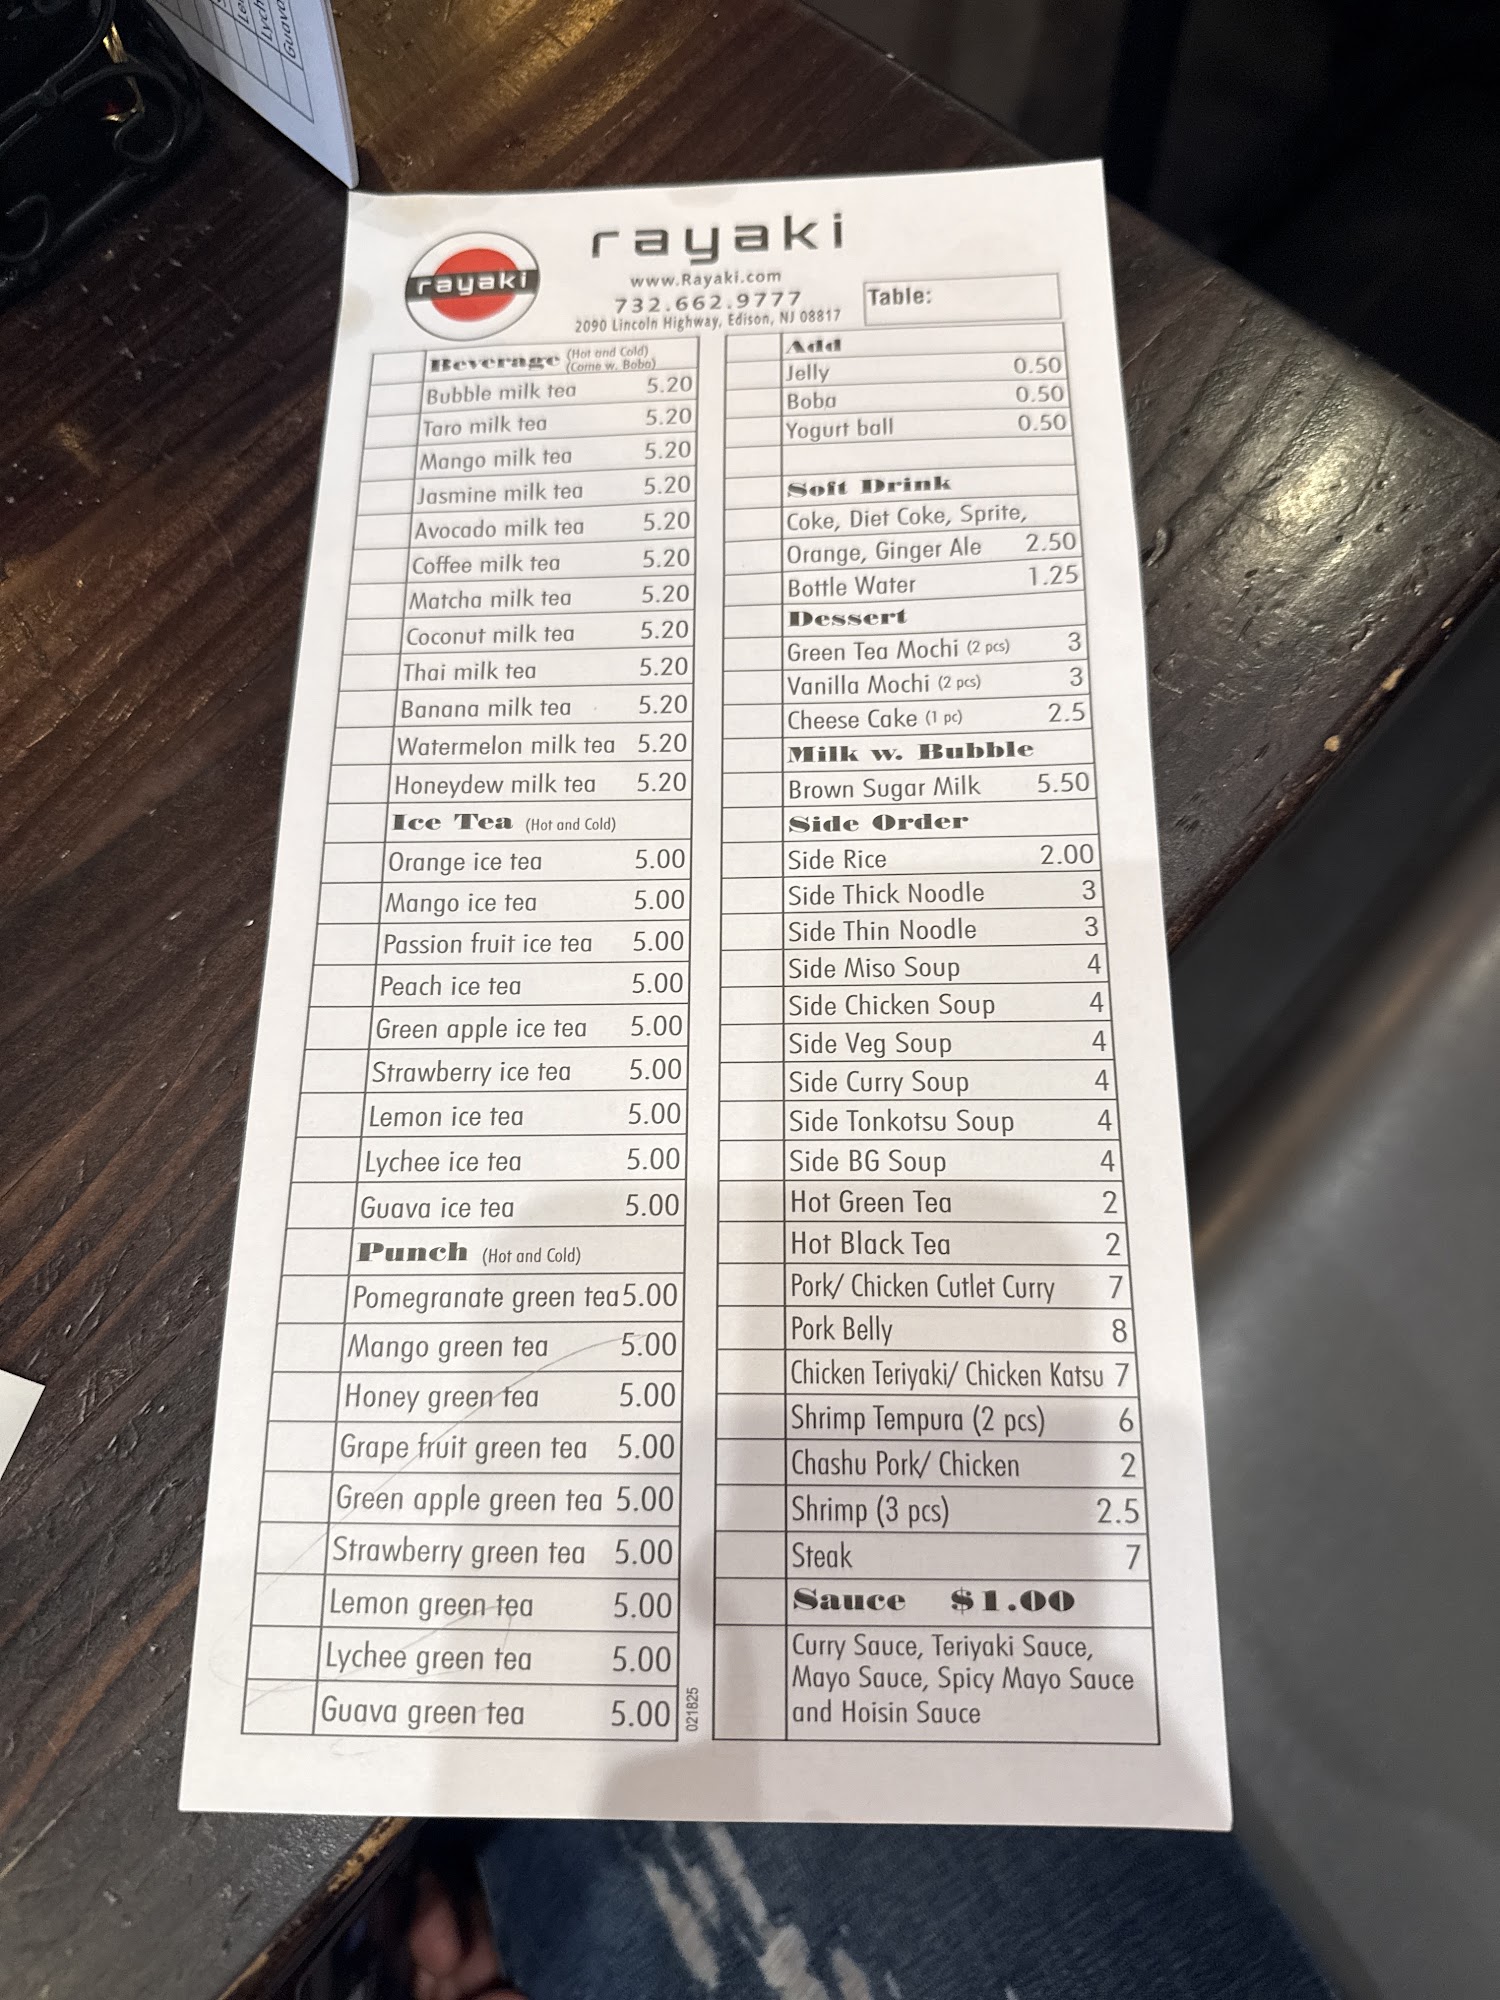 Lem
Lych
Guava
rayaki
rayaki
www.Rayaki.com
732.662.9777
2090 Lincoln Highway, Edison, NJ 08817
Table:
Beverage (Hot and Cold) (Come w. Boba)
Bubble milk tea 5.20
Taro milk tea 5.20
Mango milk tea 5.20
Jasmine milk tea 5.20
Avocado milk tea 5.20
Coffee milk tea 5.20
Matcha milk tea 5.20
Coconut milk tea 5.20
Thai milk tea 5.20
Banana milk tea 5.20
Watermelon milk tea 5.20
Honeydew milk tea 5.20
Ice Tea (Hot and Cold)
Orange ice tea 5.00
Mango ice tea 5.00
Passion fruit ice tea 5.00
Peach ice tea 5.00
Green apple ice tea 5.00
Strawberry ice tea 5.00
Lemon ice tea 5.00
Lychee ice tea 5.00
Guava ice tea 5.00
Punch (Hot and Cold)
Pomegranate green tea 5.00
Mango green tea 5.00
Honey green tea 5.00
Grape fruit green tea 5.00
Green apple green tea 5.00
Strawberry green tea 5.00
Lemon green tea 5.00
Lychee green tea 5.00
Guava green tea 5.00
021825
Add
Jelly 0.50
Boba 0.50
Yogurt ball 0.50
Soft Drink
Coke, Diet Coke, Sprite,
Orange, Ginger Ale 2.50
Bottle Water 1.25
Dessert
Green Tea Mochi (2 pcs) 3
Vanilla Mochi (2 pcs) 3
Cheese Cake (1 pc) 2.5
Milk w. Bubble
Brown Sugar Milk 5.50
Side Order
Side Rice 2.00
Side Thick Noodle 3
Side Thin Noodle 3
Side Miso Soup 4
Side Chicken Soup 4
Side Veg Soup 4
Side Curry Soup 4
Side Tonkotsu Soup 4
Side BG Soup 4
Hot Green Tea 2
Hot Black Tea 2
Pork/ Chicken Cutlet Curry 7
Pork Belly 8
Chicken Teriyaki/ Chicken Katsu 7
Shrimp Tempura (2 pcs) 6
Chashu Pork/ Chicken 2
Shrimp (3 pcs) 2.5
Steak 7
Sauce $1.00
Curry Sauce, Teriyaki Sauce,
Mayo Sauce, Spicy Mayo Sauce
and Hoisin Sauce